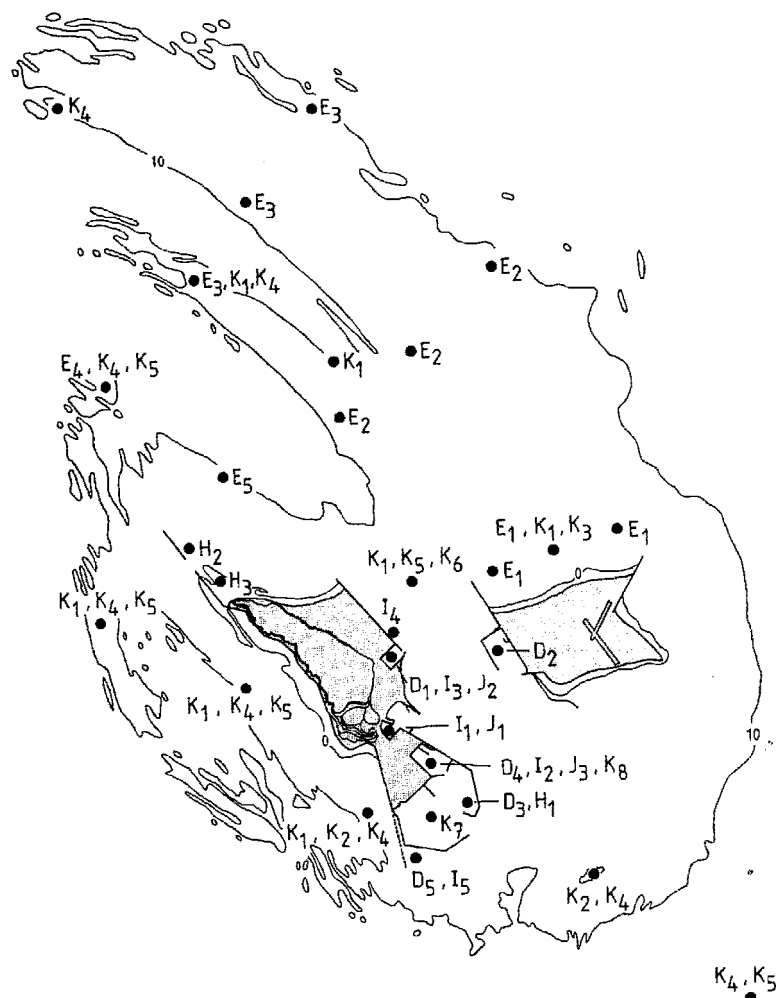 K₄
E₃
10
E₃
E₂
E₃, K₁, K₄
E₂
K₁
E₄, K₄, K₅
E₂
E₅
E₁, K₁, K₃
E₁
H₂
K₁, K₅, K₆
E₁
H₃
K₁, K₄, K₅
I₄
0
D₂
D₁, I₃, J₂
K₁, K₄, K₅
I₁, J₁
0
10
D₄, I₂, J₃, K₈
D₃, H₁
K₁, K₂, K₄
K₇
D₅, I₅
K₂, K₄
K₄, K₅